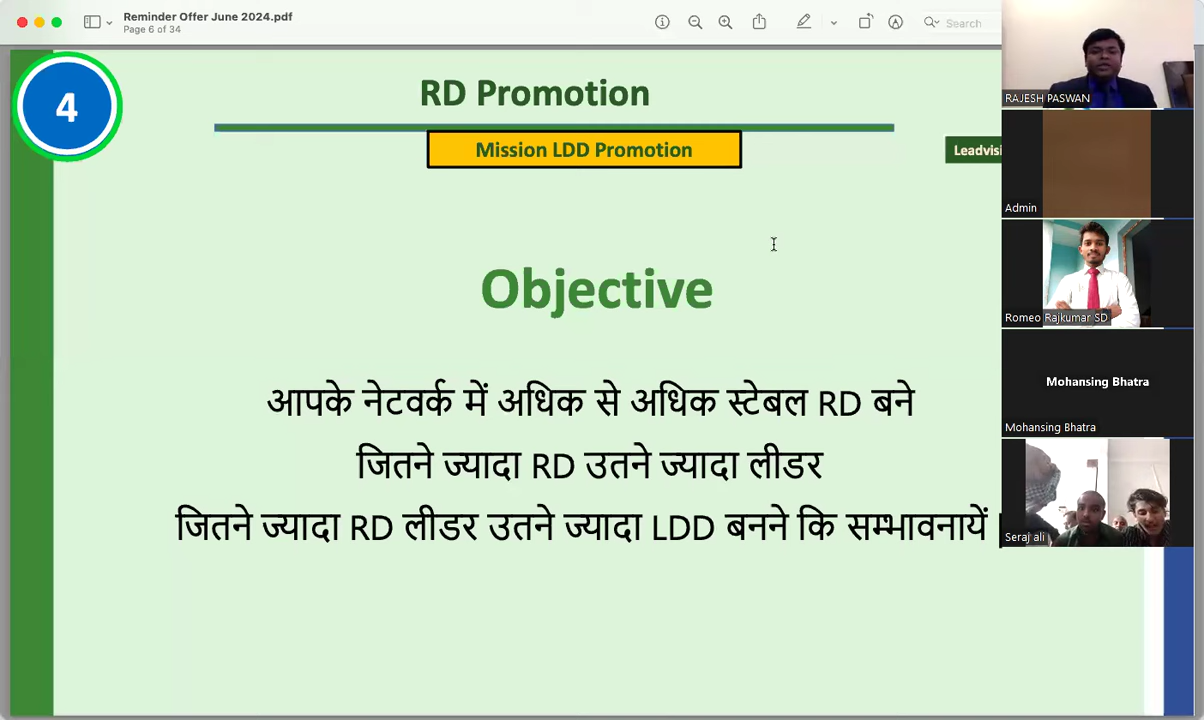 Reminder Offer June 2024.pdf
Page 6 of 34
Search
4
RD Promotion
Mission LDD Promotion
Objective
आपके नेटवर्क में अधिक से अधिक स्टेबल RD बने
जितने ज्यादा RD उतने ज्यादा लीडर
जितने ज्यादा RD लीडर उतने ज्यादा LDD बनने कि सम्भावनायें
RAJESH PASWAN
Admin
Romeo Rajkumar SD
Mohansing Bhatra
Mohansing Bhatra
Seraj ali